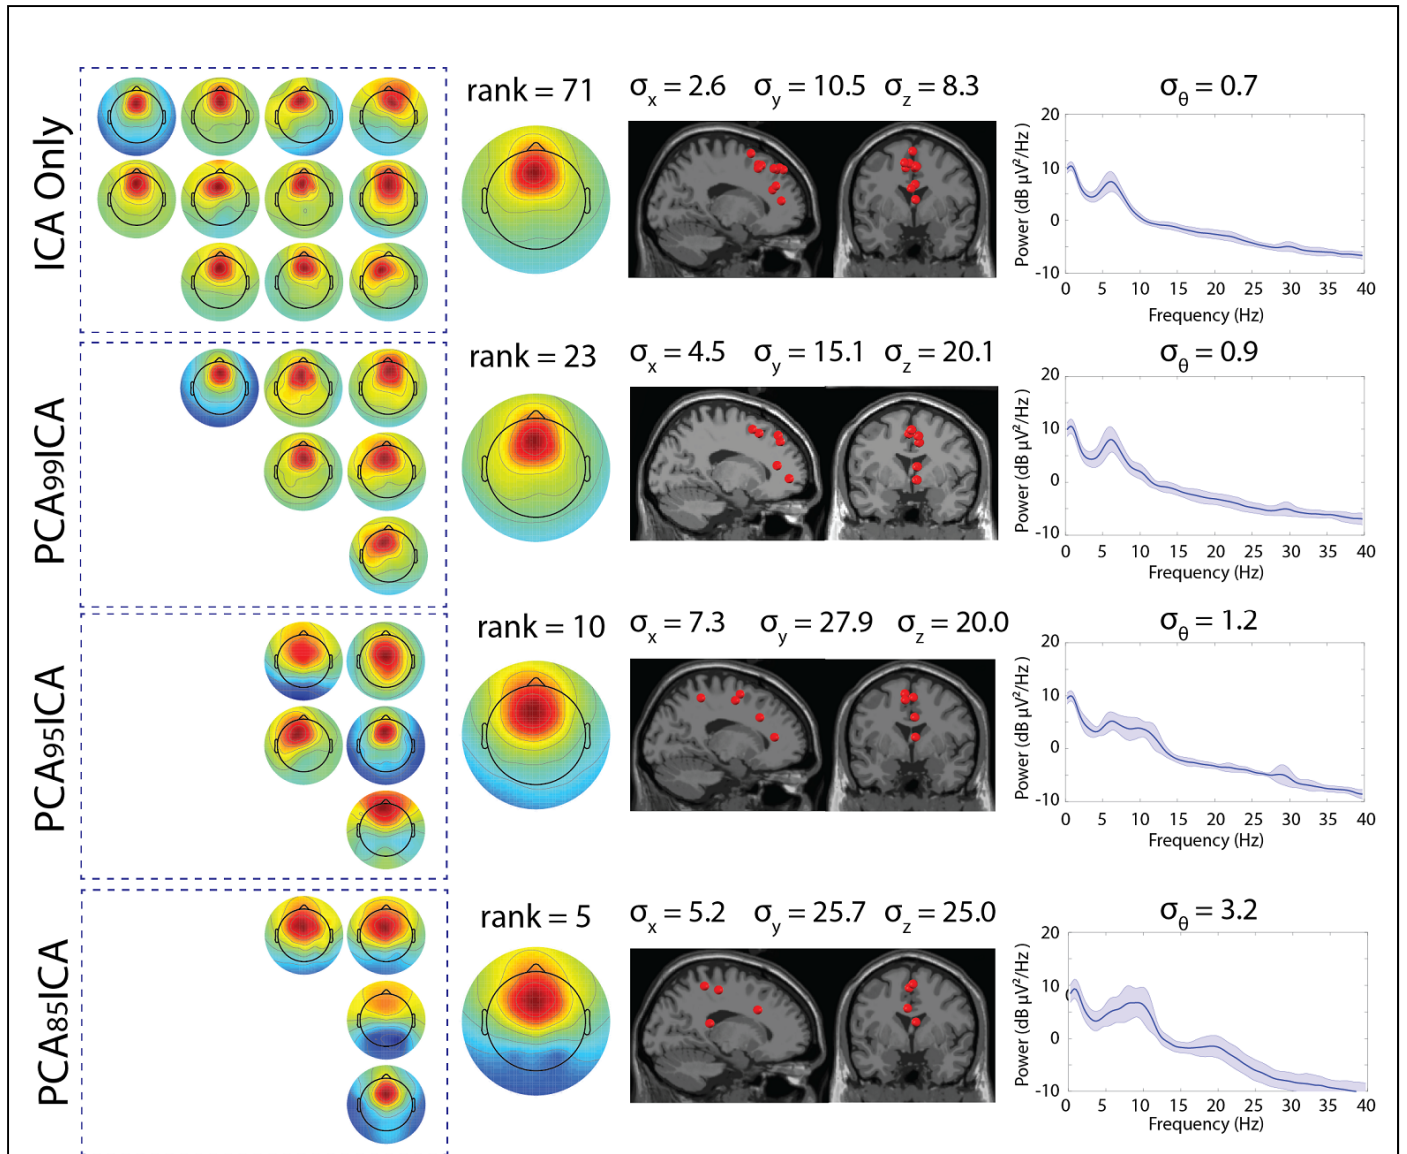 ICA Only
rank = 71
σx = 2.6 σy = 10.5 σz = 8.3
σθ = 0.7
Power (dB µV²/Hz)
20
10
0
-10
0 5 10 15 20 25 30 35 40
Frequency (Hz)
PCA99ICA
rank = 23
σx = 4.5 σy = 15.1 σz = 20.1
σθ = 0.9
Power (dB µV²/Hz)
20
10
0
-10
0 5 10 15 20 25 30 35 40
Frequency (Hz)
PCA95ICA
rank = 10
σx = 7.3 σy = 27.9 σz = 20.0
σθ = 1.2
Power (dB µV²/Hz)
20
10
0
-10
0 5 10 15 20 25 30 35 40
Frequency (Hz)
PCA85ICA
rank = 5
σx = 5.2 σy = 25.7 σz = 25.0
σθ = 3.2
Power (dB µV²/Hz)
20
10
0
-10
0 5 10 15 20 25 30 35 40
Frequency (Hz)